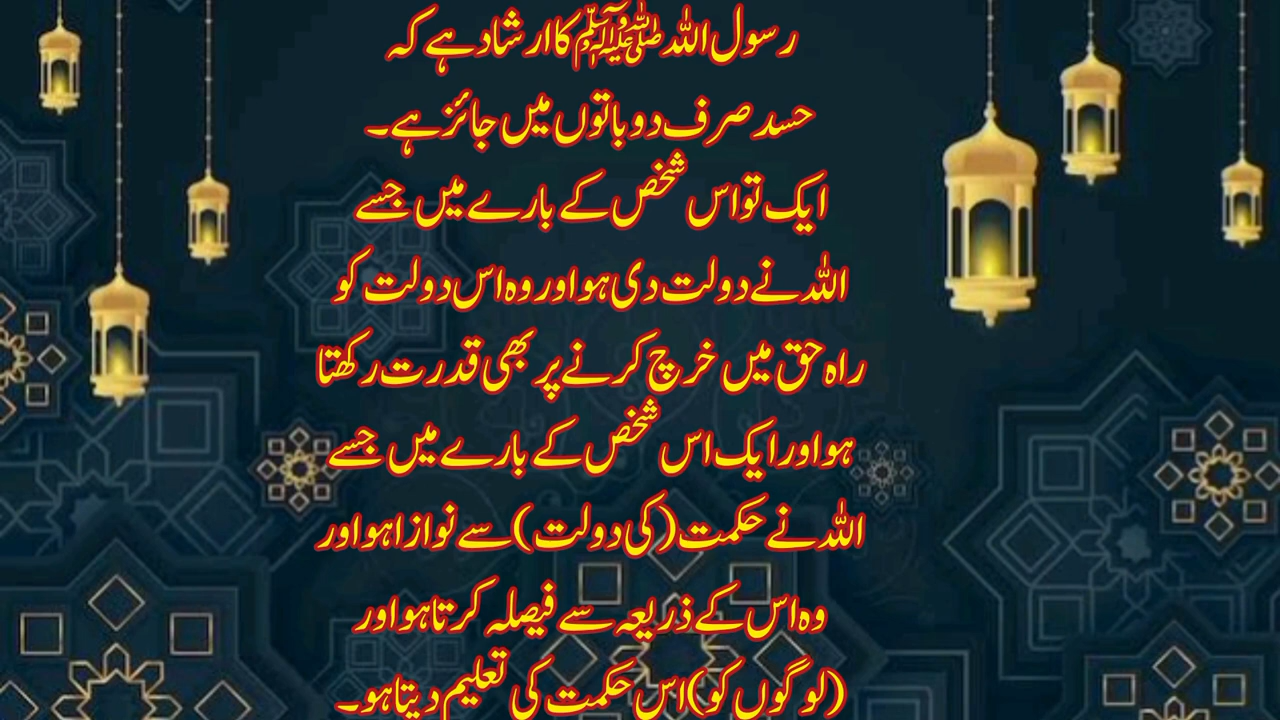 رسول اللہ ﷺ کا ارشاد ہے کہ
حسد صرف دو باتوں میں جائز ہے۔
ایک تو اس شخص کے بارے میں جسے
اللہ نے دولت دی ہو اور وہ اس دولت کو
راہ حق میں خرچ کرنے پر بھی قدرت رکھتا
ہو اور ایک اس شخص کے بارے میں جسے
اللہ نے حکمت (کی دولت) سے نوازا ہو اور
وہ اس کے ذریعہ سے فیصلہ کرتا ہو اور
(لوگوں کو) اس حکمت کی تعلیم دیتا ہو۔